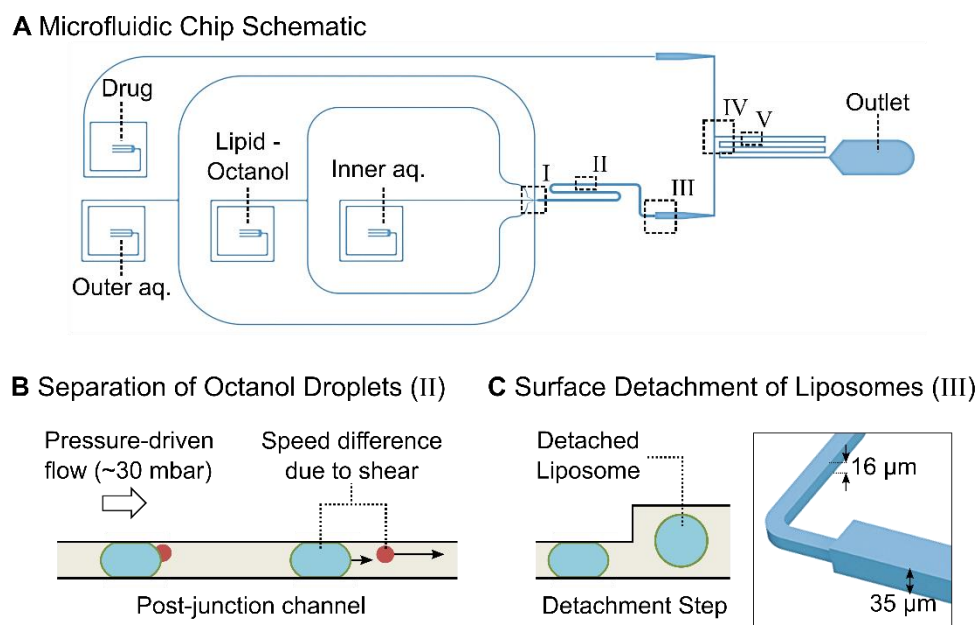 A Microfluidic Chip Schematic
Drug
Lipid -
Octanol
Inner aq.
Outer aq.
I
II
III
IV
V
Outlet
B Separation of Octanol Droplets (II)
Pressure-driven
flow (~30 mbar)
Speed difference
due to shear
Post-junction channel
C Surface Detachment of Liposomes (III)
Detached
Liposome
Detachment Step
16 µm
35 µm